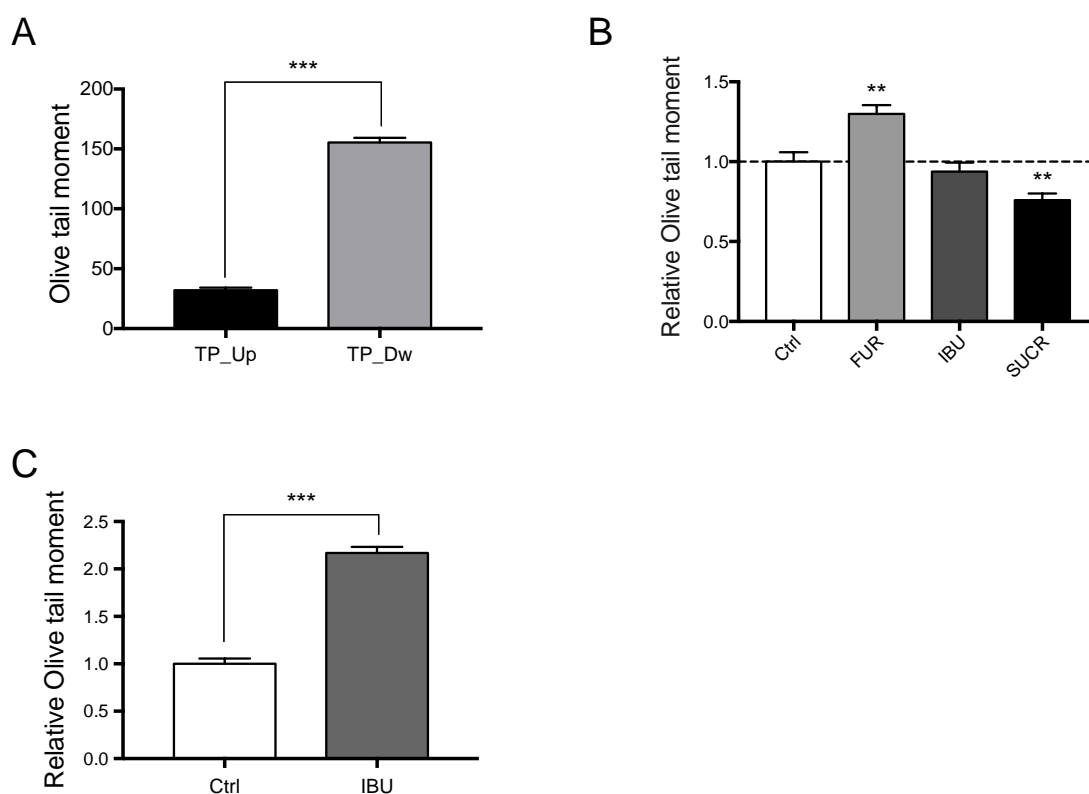 A
***
Olive tail moment
200
150
100
50
0
TP_Up TP_Dw
B
Relative Olive tail moment
1.5
1.0
0.5
0.0
**
**
Ctrl FUR IBU SUCR
C
***
Relative Olive tail moment
2.5
2.0
1.5
1.0
0.5
0.0
Ctrl IBU